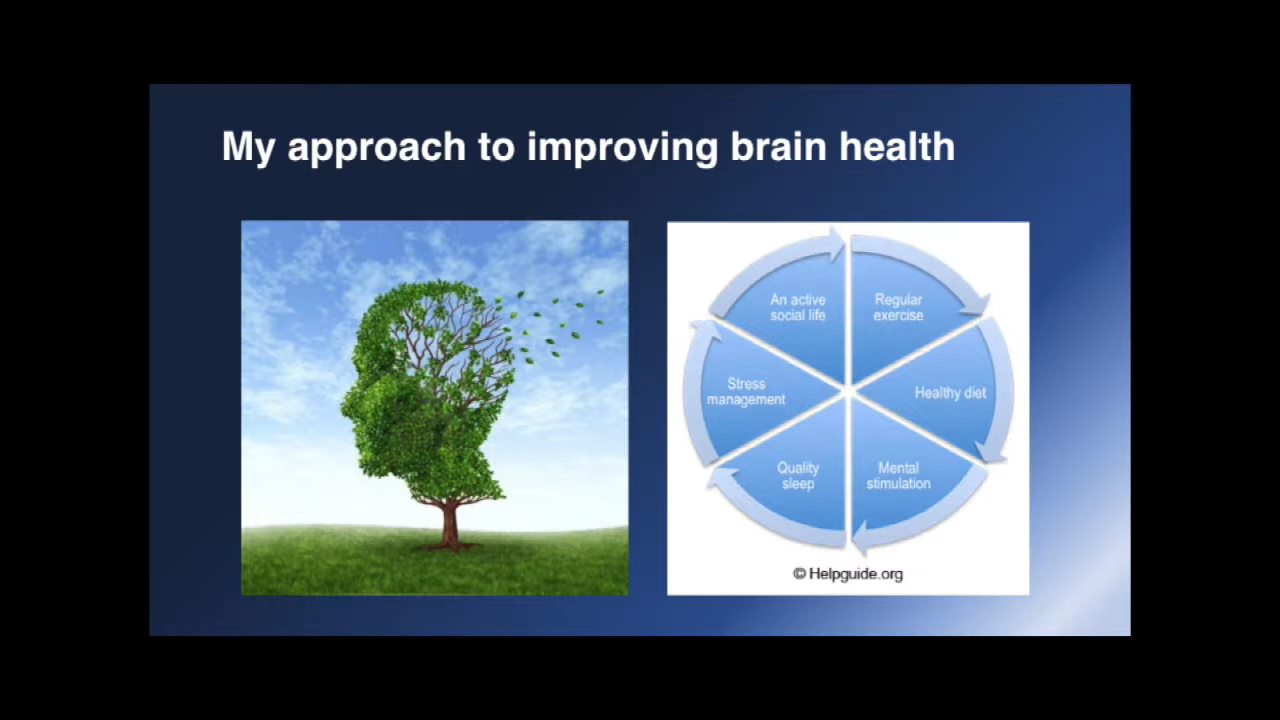 My approach to improving brain health
An active
social life
Regular
exercise
Stress
management
Healthy diet
Quality
sleep
Mental
stimulation
© Helpguide.org